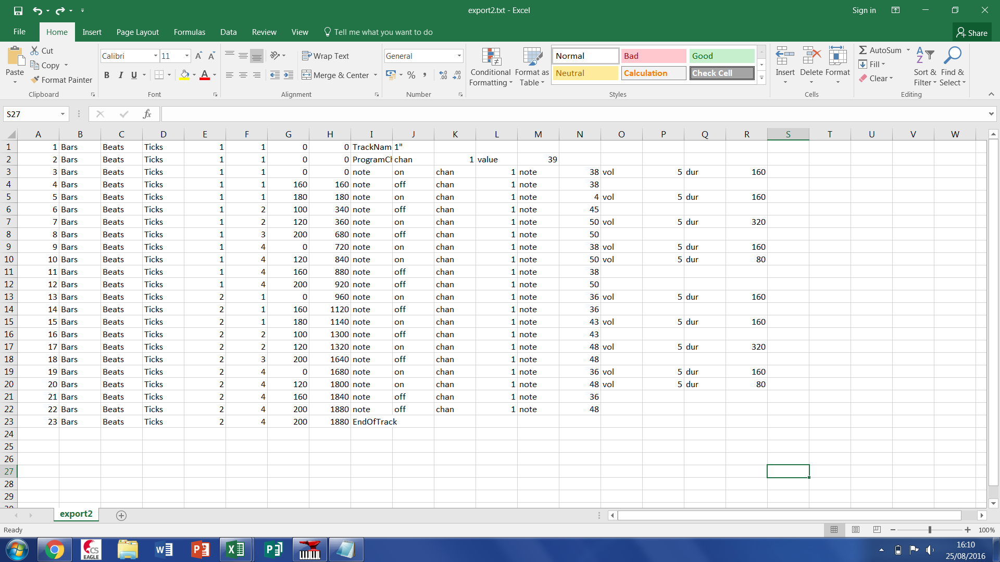 export2.txt - Excel
Sign in
File Home Insert Page Layout Formulas Data Review View Tell me what you want to do
Share
Paste
Cut
Copy
Format Painter
Clipboard
Calibri 11
B I U
Font
Wrap Text
Merge & Center
Alignment
General
Number
Conditional Formatting
Format as Table
Normal Bad Good
Neutral Calculation Check Cell
Styles
Insert Delete Format
Cells
AutoSum
Fill
Clear
Sort & Filter
Find & Select
Editing
S27
fx
A B C D E F G H I J K L M N O P Q R S T U V W
1 1 Bars Beats Ticks 1 1 0 0 TrackNam 1"
2 2 Bars Beats Ticks 1 1 0 0 ProgramCh chan 1 value 39
3 3 Bars Beats Ticks 1 1 0 0 note on chan 1 note 38 vol 5 dur 160
4 4 Bars Beats Ticks 1 1 160 160 note off chan 1 note 38
5 5 Bars Beats Ticks 1 1 180 180 note on chan 1 note 4 vol 5 dur 160
6 6 Bars Beats Ticks 1 2 100 340 note off chan 1 note 45
7 7 Bars Beats Ticks 1 2 120 360 note on chan 1 note 50 vol 5 dur 320
8 8 Bars Beats Ticks 1 3 200 680 note off chan 1 note 50
9 9 Bars Beats Ticks 1 4 0 720 note on chan 1 note 38 vol 5 dur 160
10 10 Bars Beats Ticks 1 4 120 840 note on chan 1 note 50 vol 5 dur 80
11 11 Bars Beats Ticks 1 4 160 880 note off chan 1 note 38
12 12 Bars Beats Ticks 1 4 200 920 note off chan 1 note 50
13 13 Bars Beats Ticks 2 1 0 960 note on chan 1 note 36 vol 5 dur 160
14 14 Bars Beats Ticks 2 1 160 1120 note off chan 1 note 36
15 15 Bars Beats Ticks 2 1 180 1140 note on chan 1 note 43 vol 5 dur 160
16 16 Bars Beats Ticks 2 2 100 1300 note off chan 1 note 43
17 17 Bars Beats Ticks 2 2 120 1320 note on chan 1 note 48 vol 5 dur 320
18 18 Bars Beats Ticks 2 3 200 1640 note off chan 1 note 48
19 19 Bars Beats Ticks 2 4 0 1680 note on chan 1 note 36 vol 5 dur 160
20 20 Bars Beats Ticks 2 4 120 1800 note on chan 1 note 48 vol 5 dur 80
21 21 Bars Beats Ticks 2 4 160 1840 note off chan 1 note 36
22 22 Bars Beats Ticks 2 4 200 1880 note off chan 1 note 48
23 23 Bars Beats Ticks 2 4 200 1880 EndOfTrack
24
25
26
27
28
29
export2
Ready
100%
CS EAGLE
16:10
25/08/2016